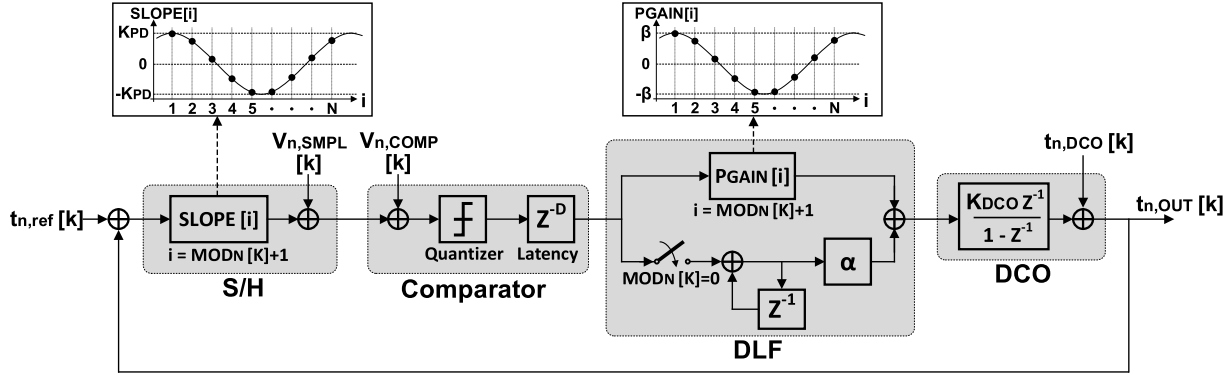 SLOPE[i]
KPD
0
-KPD
1 2 3 4 5 · · · N
i
PGAIN[i]
β
0
-β
1 2 3 4 5 · · · N
i
Vn,SMPL
[k]
Vn,COMP
[k]
tn,DCO [k]
tn,ref [k]
SLOPE [i]
i = MODN [K]+1
S/H
Quantizer
Z-D
Latency
Comparator
PGAIN [i]
i = MODN [K]+1
MODN [K]=0
Z-1
α
DLF
KDCO Z-1
1 - Z-1
DCO
tn,OUT [k]